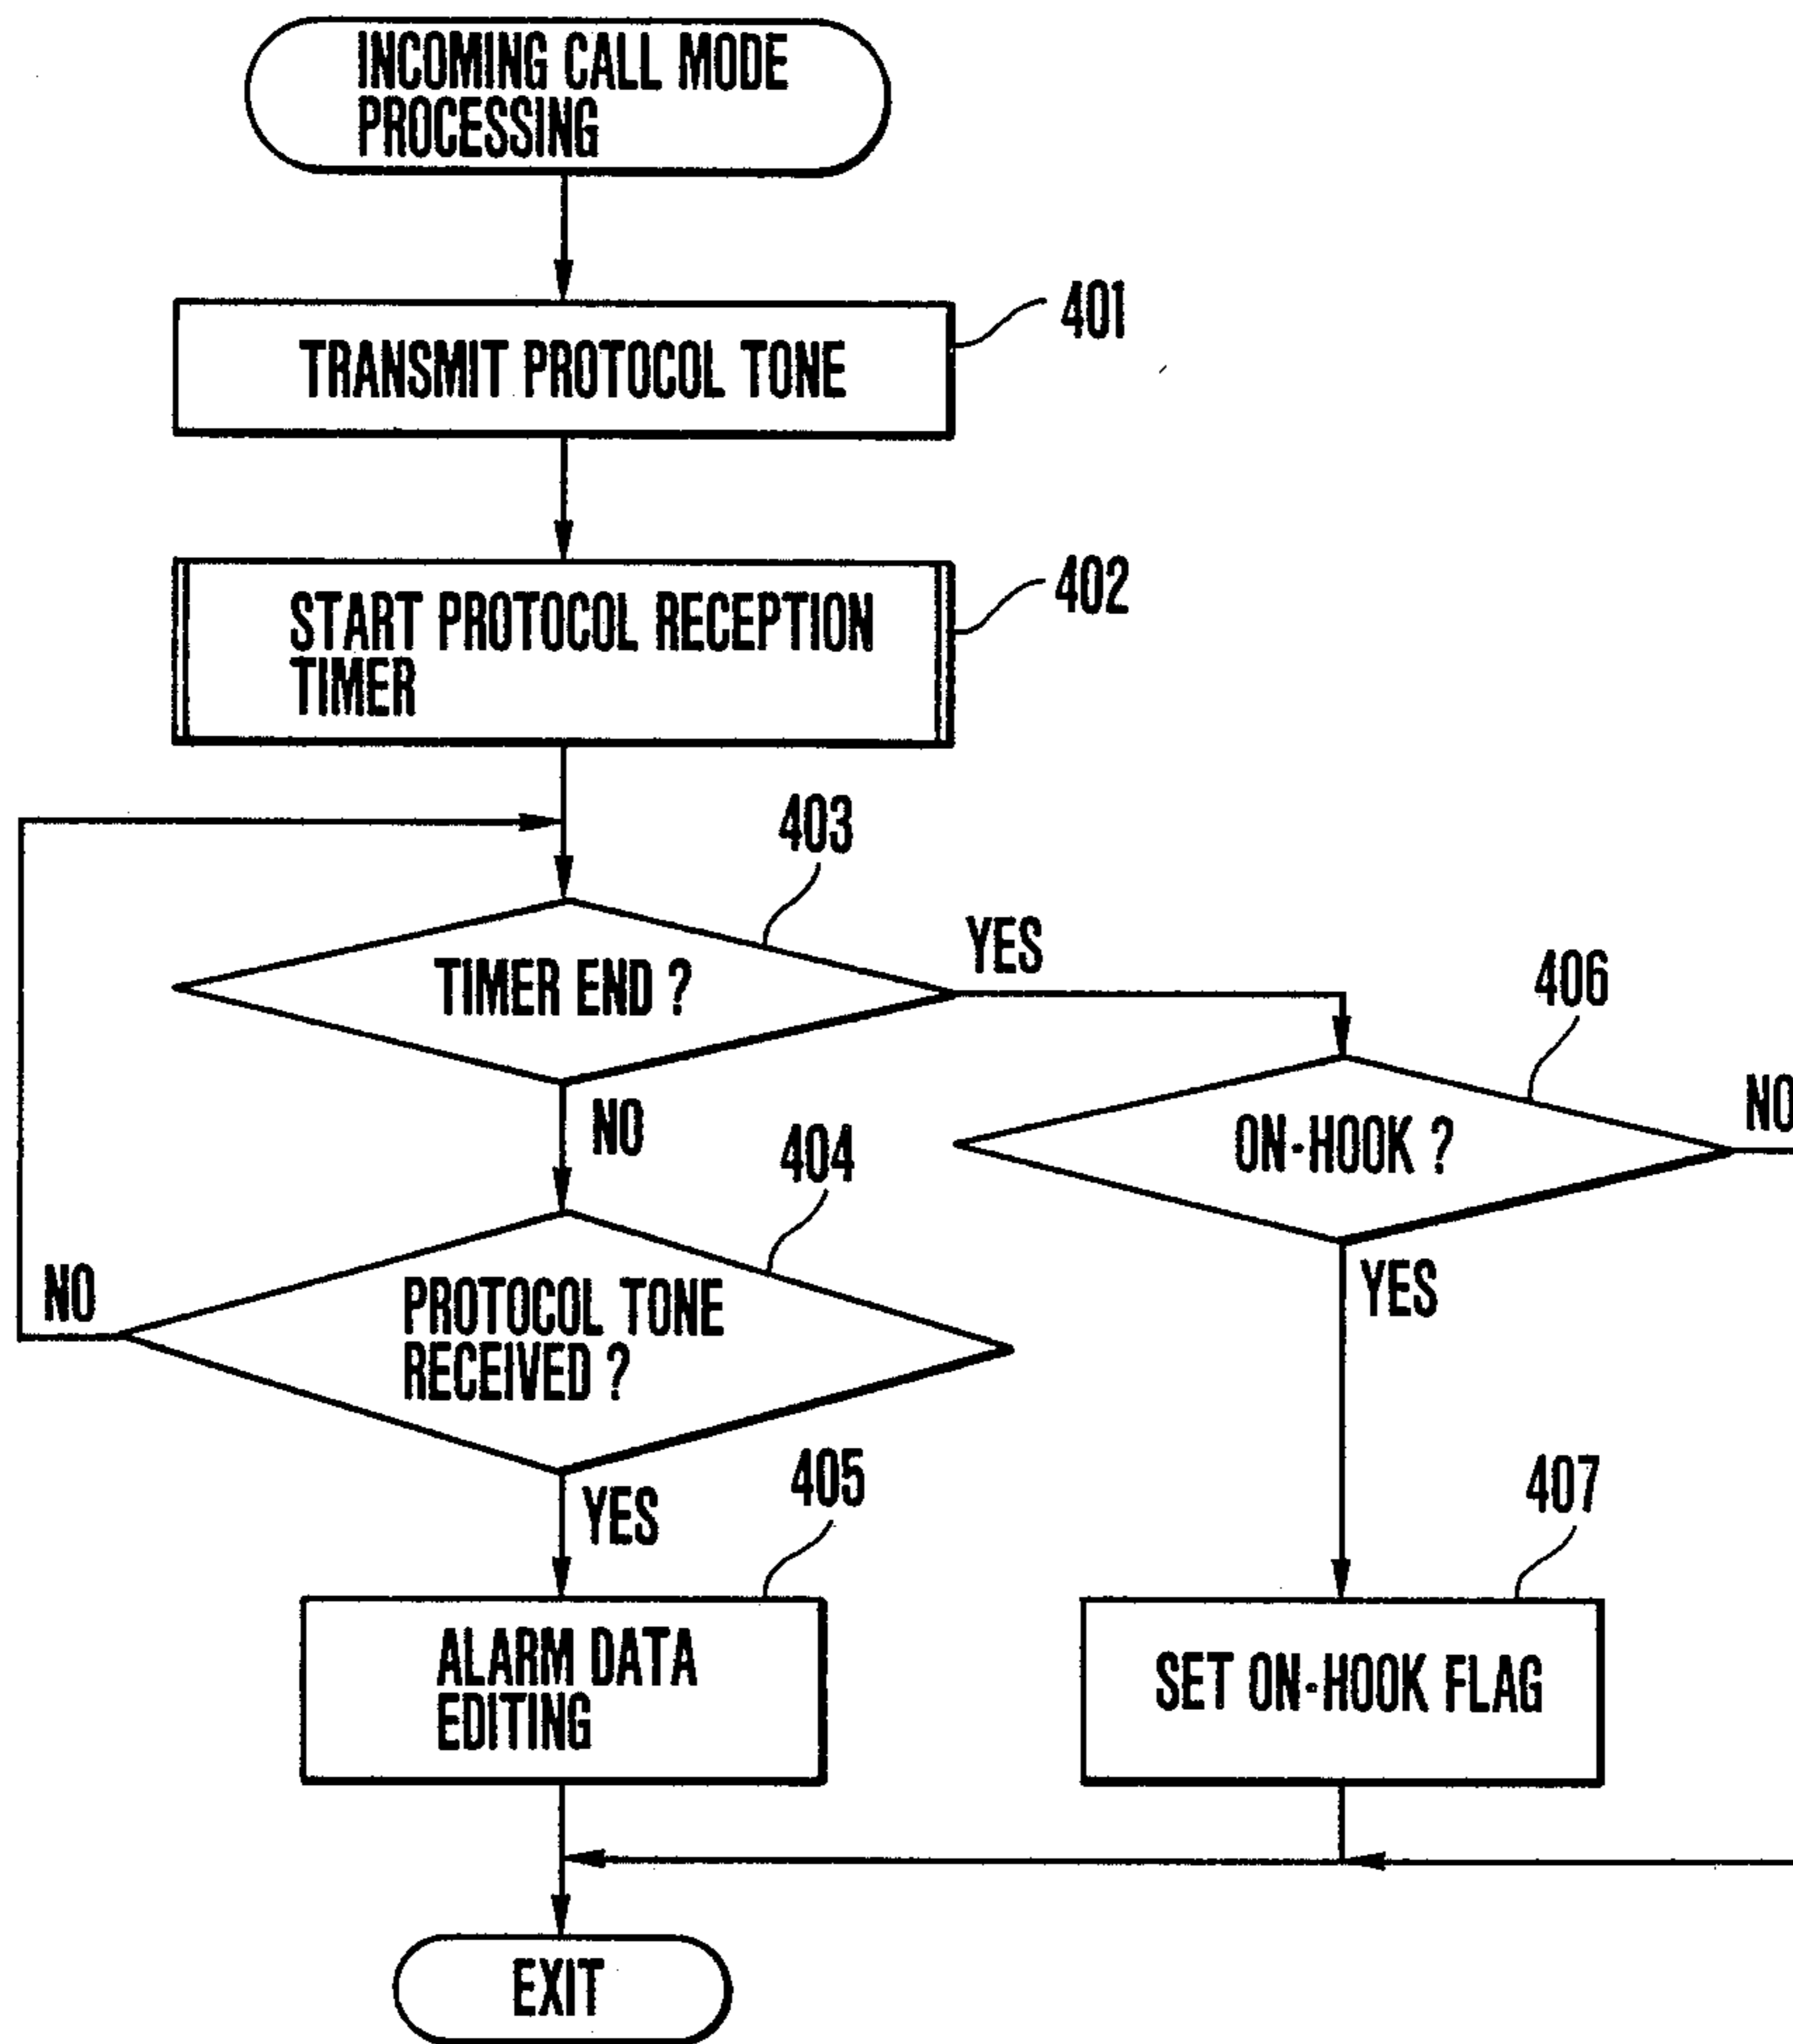 INCOMING CALL MODE
PROCESSING
401
TRANSMIT PROTOCOL TONE
402
START PROTOCOL RECEPTION
TIMER
403
TIMER END ?
YES
NO
406
ON-HOOK ?
NO
YES
404
PROTOCOL TONE
RECEIVED ?
NO
YES
405
ALARM DATA
EDITING
407
SET ON-HOOK FLAG
EXIT